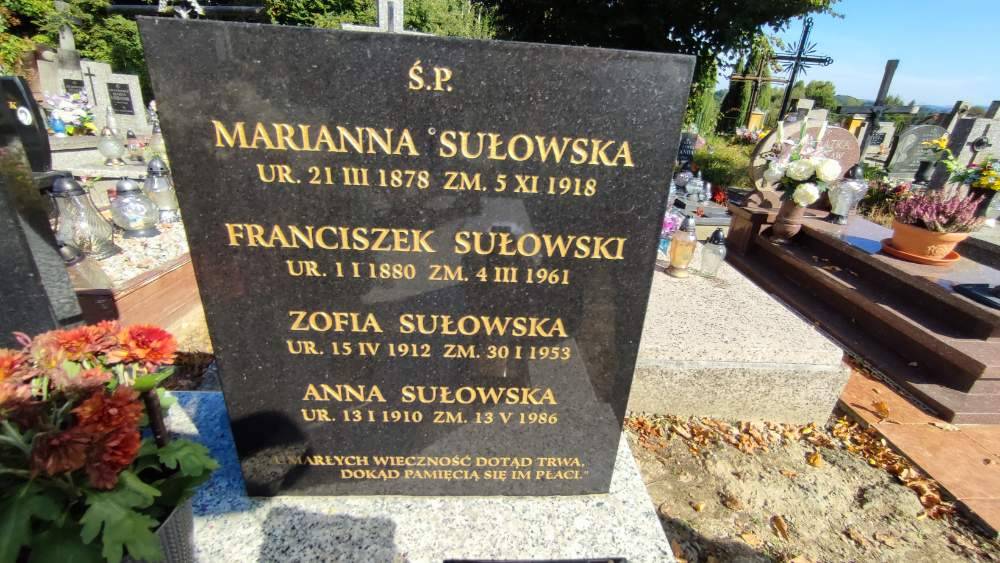 Ś.P.
MARIANNA SUŁOWSKA
UR. 21 III 1878 ZM. 5 XI 1918
FRANCISZEK SUŁOWSKI
UR. 1 I 1880 ZM. 4 III 1961
ZOFIA SUŁOWSKA
UR. 15 IV 1912 ZM. 30 I 1953
ANNA SUŁOWSKA
UR. 13 I 1910 ZM. 13 V 1986
UMARŁYCH WIECZNOŚĆ DOTĄD TRWA,
DOKĄD PAMIĘCIĄ SIĘ IM PŁACI."